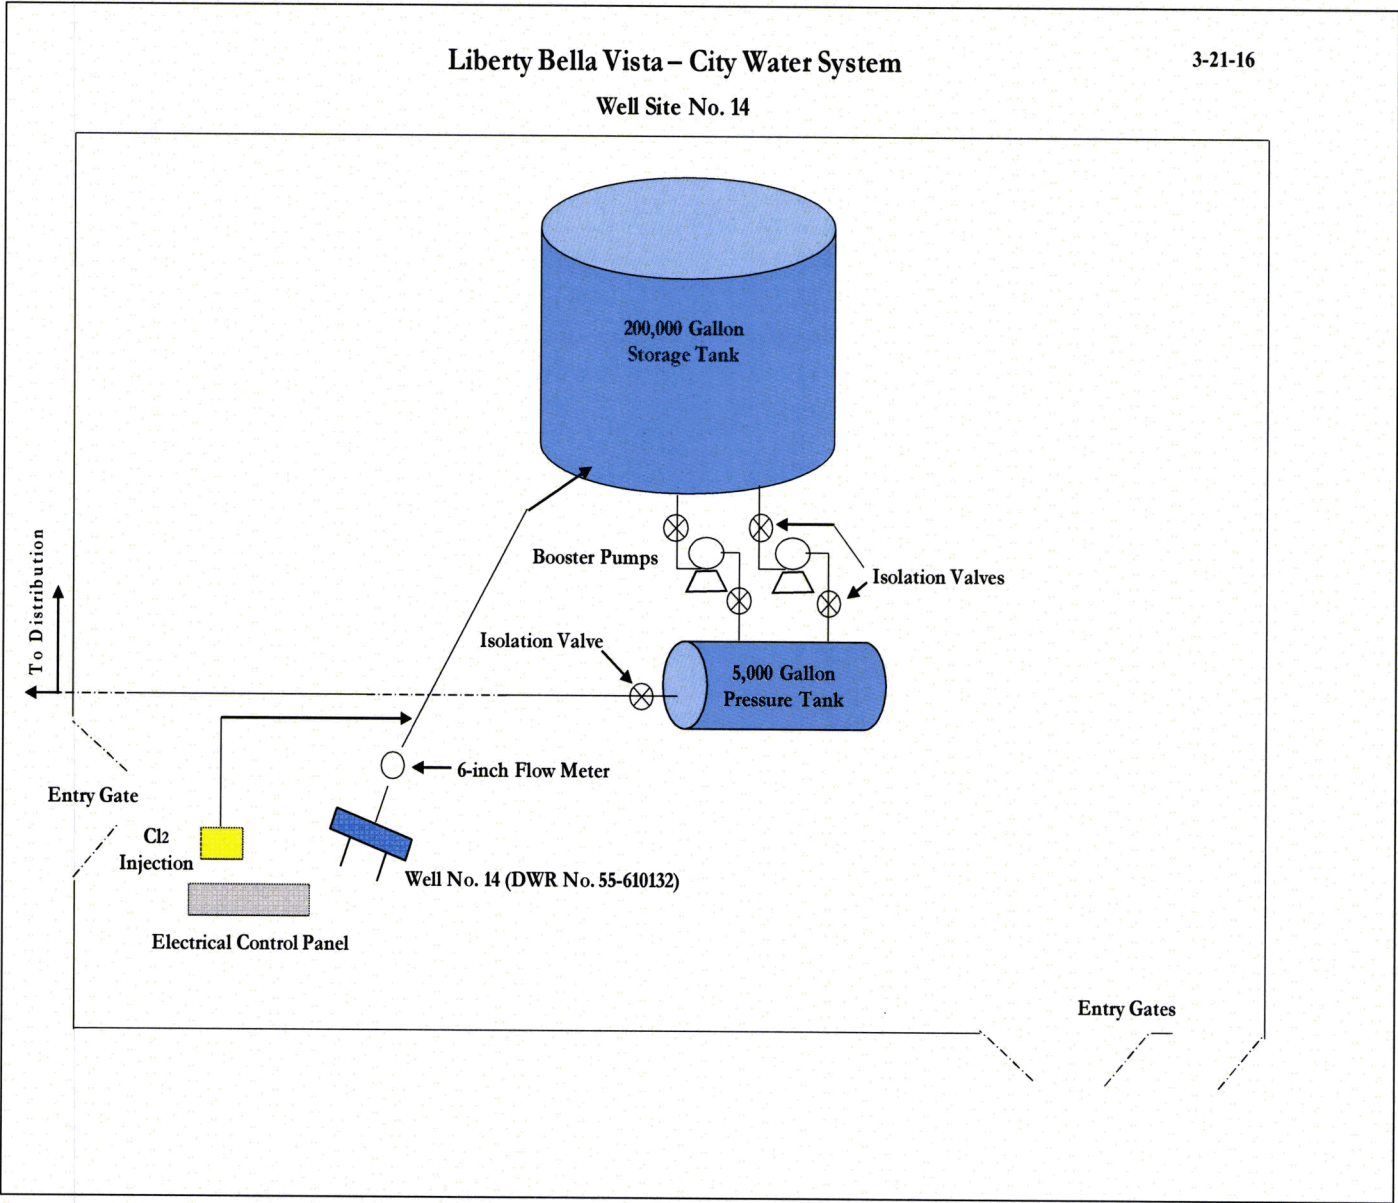 Liberty Bella Vista – City Water System
3-21-16
Well Site No. 14
200,000 Gallon
Storage Tank
To Distribution
Booster Pumps
Isolation Valves
Isolation Valve
5,000 Gallon
Pressure Tank
6-inch Flow Meter
Entry Gate
Cl2
Injection
Well No. 14 (DWR No. 55-610132)
Electrical Control Panel
Entry Gates